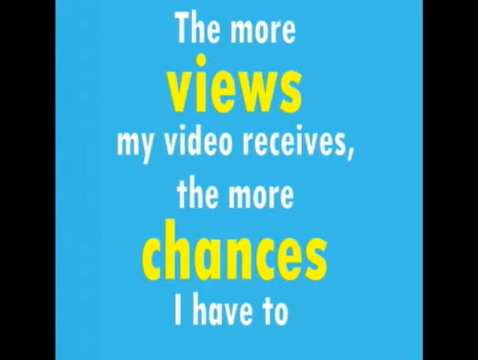 The more
views
my video receives,
the more
chances
I have to